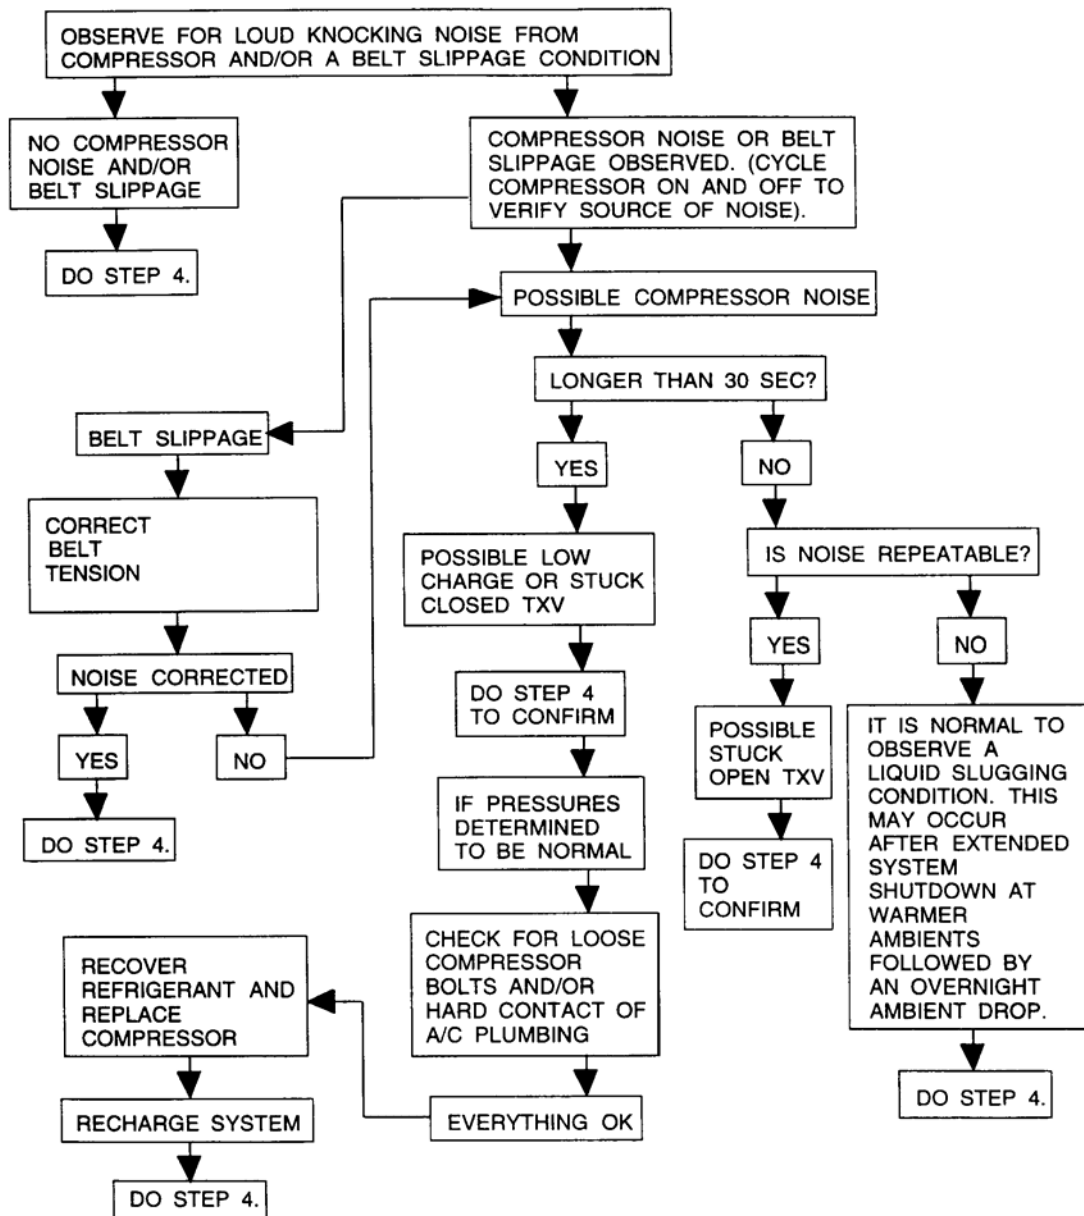 OBSERVE FOR LOUD KNOCKING NOISE FROM
COMPRESSOR AND/OR A BELT SLIPPAGE CONDITION
NO COMPRESSOR
NOISE AND/OR
BELT SLIPPAGE
DO STEP 4.
COMPRESSOR NOISE OR BELT
SLIPPAGE OBSERVED. (CYCLE
COMPRESSOR ON AND OFF TO
VERIFY SOURCE OF NOISE).
POSSIBLE COMPRESSOR NOISE
LONGER THAN 30 SEC?
BELT SLIPPAGE
CORRECT
BELT
TENSION
NOISE CORRECTED
YES
NO
DO STEP 4.
YES
NO
POSSIBLE LOW
CHARGE OR STUCK
CLOSED TXV
DO STEP 4
TO CONFIRM
IF PRESSURES
DETERMINED
TO BE NORMAL
CHECK FOR LOOSE
COMPRESSOR
BOLTS AND/OR
HARD CONTACT OF
A/C PLUMBING
EVERYTHING OK
RECOVER
REFRIGERANT AND
REPLACE
COMPRESSOR
RECHARGE SYSTEM
DO STEP 4.
IS NOISE REPEATABLE?
YES
NO
POSSIBLE
STUCK
OPEN TXV
DO STEP 4
TO
CONFIRM
IT IS NORMAL TO
OBSERVE A
LIQUID SLUGGING
CONDITION. THIS
MAY OCCUR
AFTER EXTENDED
SYSTEM
SHUTDOWN AT
WARMER
AMBIENTS
FOLLOWED BY
AN OVERNIGHT
AMBIENT DROP.
DO STEP 4.